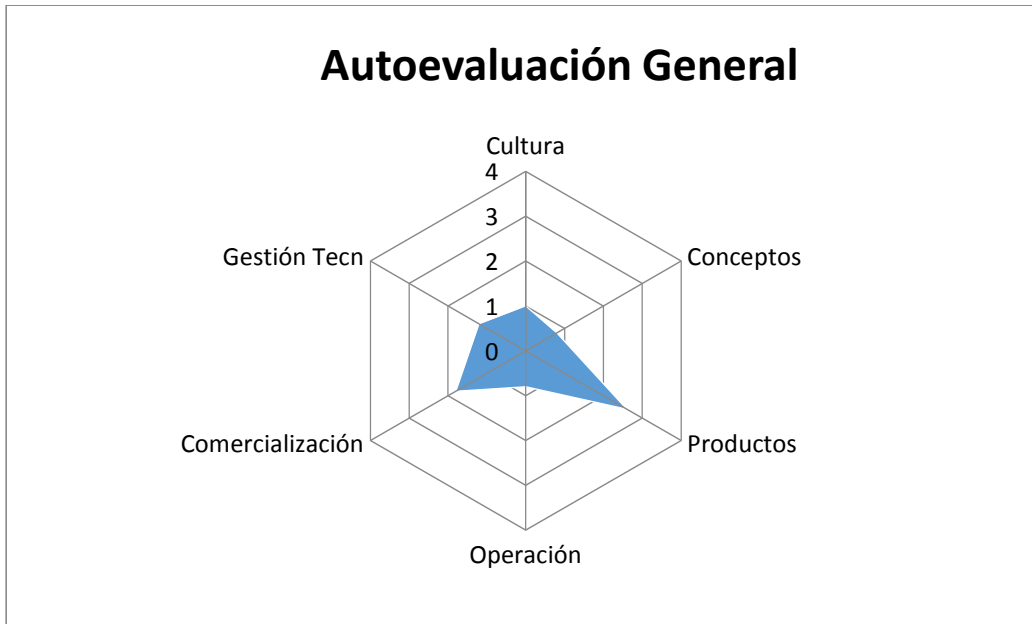 Autoevaluación General
Cultura
4
3
2
1
0
Gestión Tecn
Conceptos
Comercialización
Productos
Operación